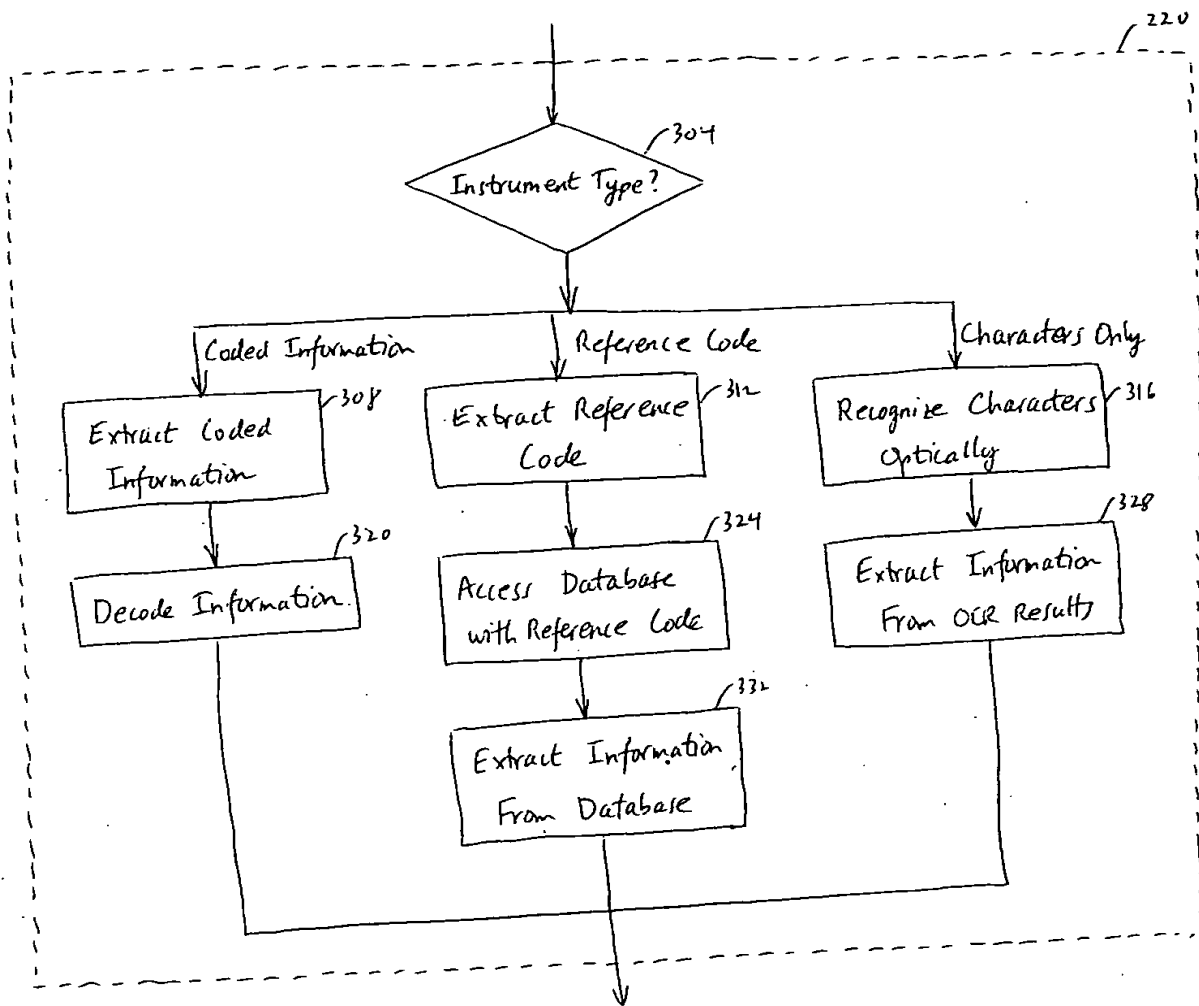 220
304
Instrument Type?
Coded Information
Reference Code
Characters Only
308
Extract Coded
Information
312
Extract Reference
Code
316
Recognize Characters
Optically
320
Decode Information
324
Access Database
with Reference Code
328
Extract Information
From OCR Results
332
Extract Information
From Database